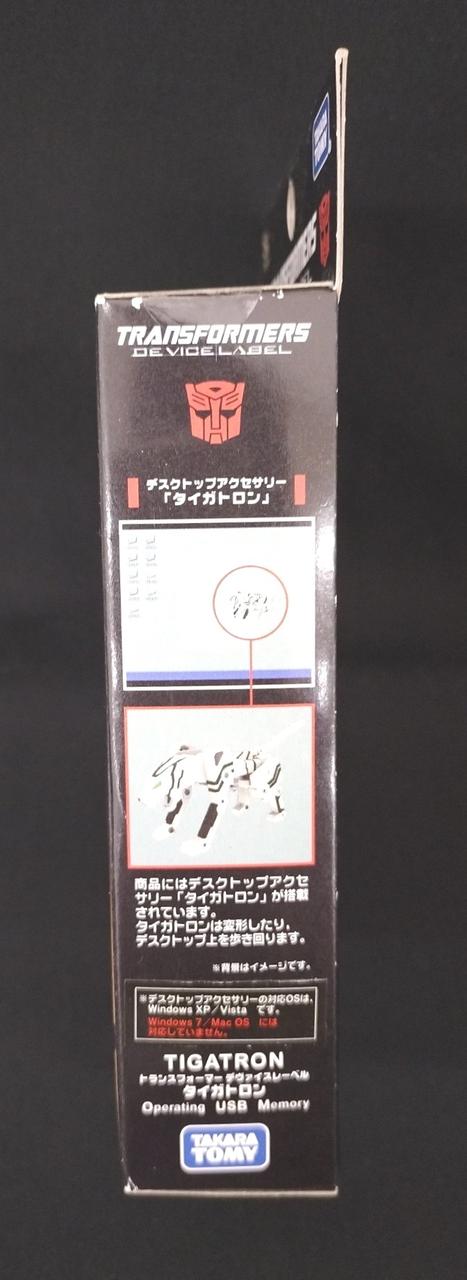 TAKARA
TOMY
TRANSFORMERS
DEVICE LABEL
デスクトップアクセサリー
「タイガトロン」
商品にはデスクトップアクセ
サリー「タイガトロン」が搭載
されています。
タイガトロンは変形したり、
デスクトップ上を歩き回ります。
※背景はイメージです。
※デスクトップアクセサリーの対応OSは、
Windows XP/Vista です。
Windows 7/Mac OS には
対応していません。
TIGATRON
トランスフォーマー デヴァイスレーベル
タイガトロン
Operating USB Memory
TAKARA
TOMY